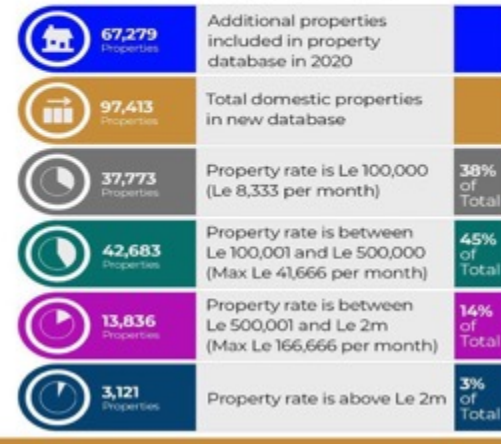 67,279
Properties
Additional properties
included in property
database in 2020
97,413
Properties
Total domestic properties
in new database
37,773
Properties
Property rate is Le 100,000
(Le 8,333 per month)
38%
of
Total
42,683
Properties
Property rate is between
Le 100,001 and Le 500,000
(Max Le 41,666 per month)
45%
of
Total
13,836
Properties
Property rate is between
Le 500,001 and Le 2m
(Max Le 166,666 per month)
14%
of
Total
3,121
Properties
Property rate is above Le 2m
3%
of
Total